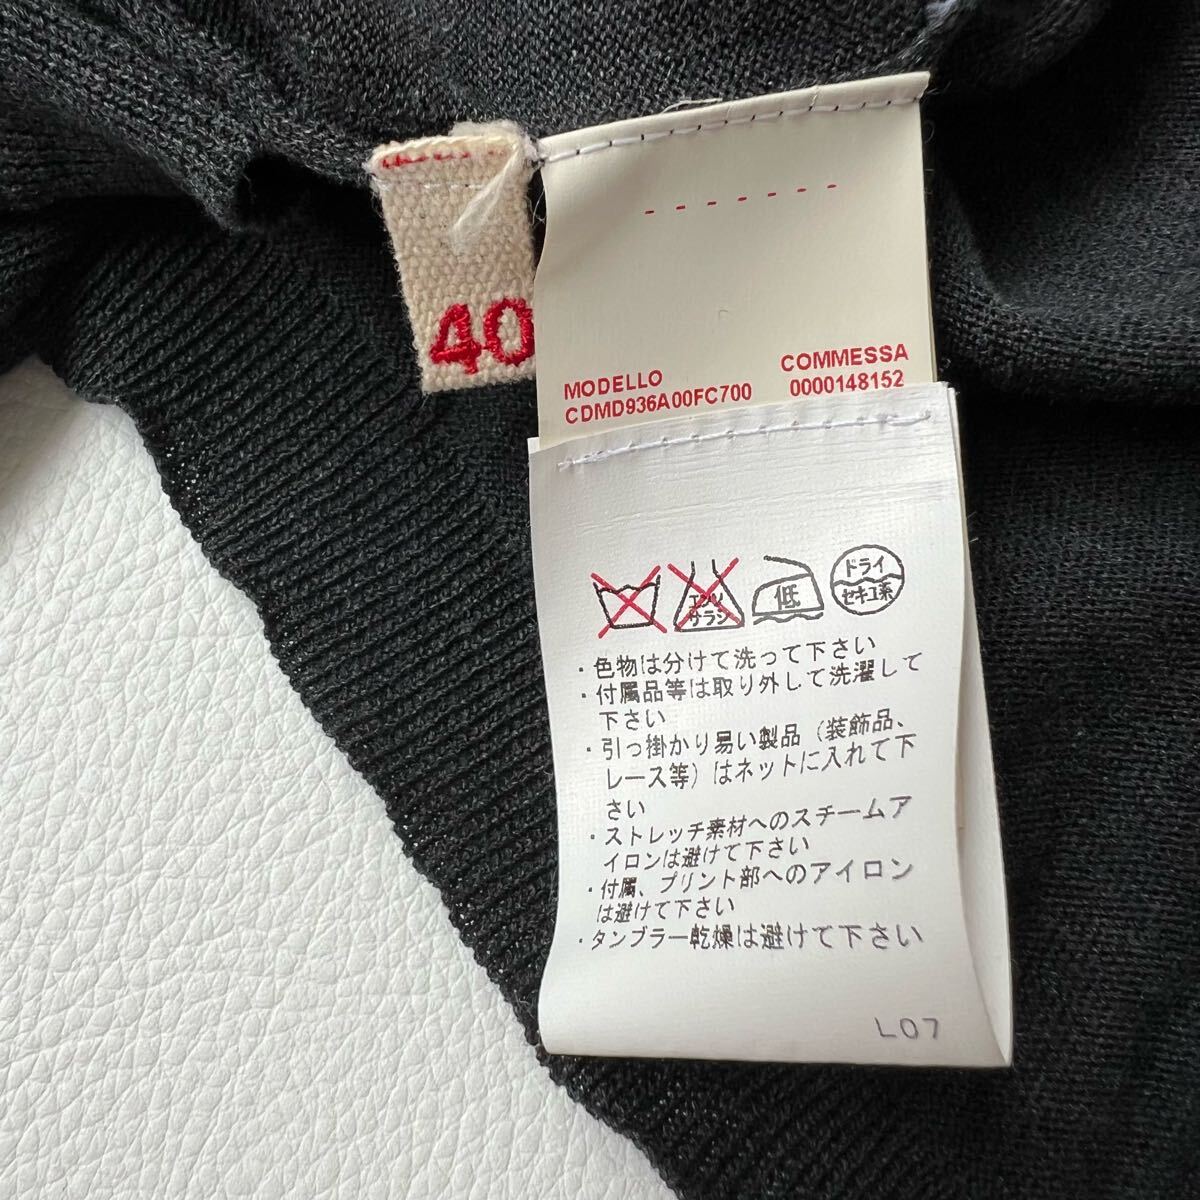 40
MODELLO COMMESSA
CDMD936A00FC700 0000148152
エンソ
サラシ
低
ドライ
セキユ系
・色物は分けて洗って下さい
・付属品等は取り外して洗濯して
下さい
・引っ掛かり易い製品（装飾品、
レース等）はネットに入れて下
さい
・ストレッチ素材へのスチームア
イロンは避けて下さい
・付属、プリント部へのアイロン
は避けて下さい
・タンブラー乾燥は避けて下さい
L07